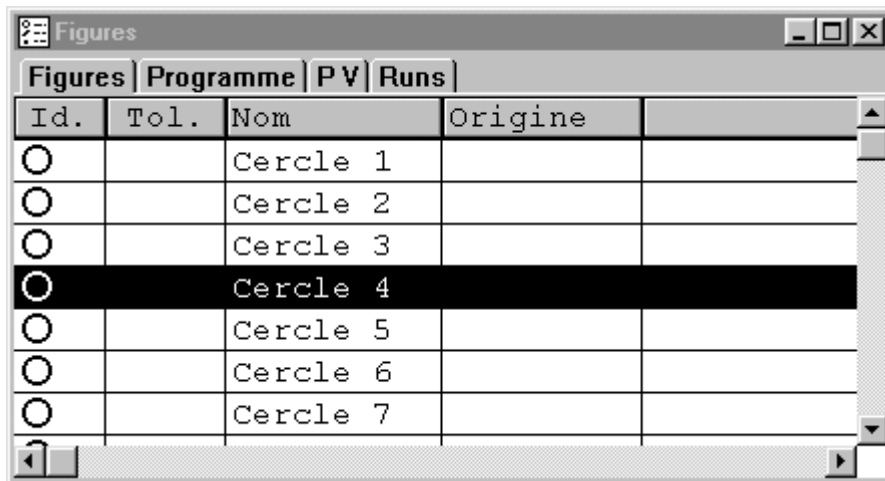 Figures
Figures Programme P V Runs
Id. Tol. Nom Origine
Cercle 1
Cercle 2
Cercle 3
Cercle 4
Cercle 5
Cercle 6
Cercle 7